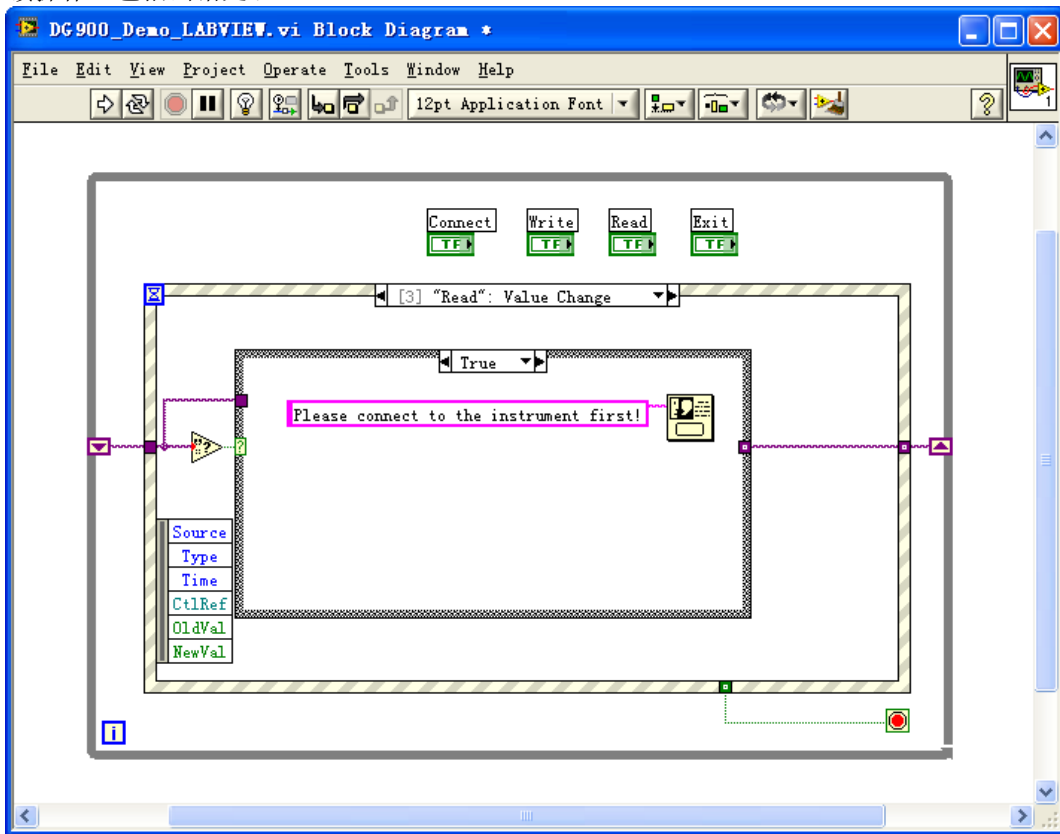 DG900_Demo_LABVIEW.vi Block Diagram *
File Edit View Project Operate Tools Window Help
12pt Application Font
1
Connect Write Read Exit
TF TF TF TF
[3] "Read": Value Change
True
Please connect to the instrument first!
?
?
Source
Type
Time
CtlRef
OldVal
NewVal
i